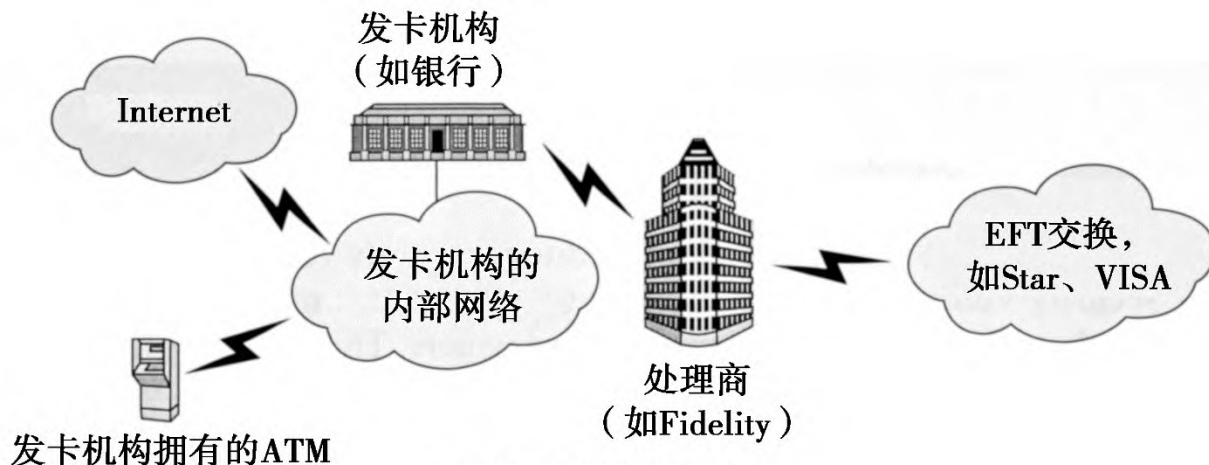 发卡机构
（如银行）
Internet
发卡机构的
内部网络
EFT交换，
如Star、VISA
处理商
（如Fidelity）
发卡机构拥有的ATM